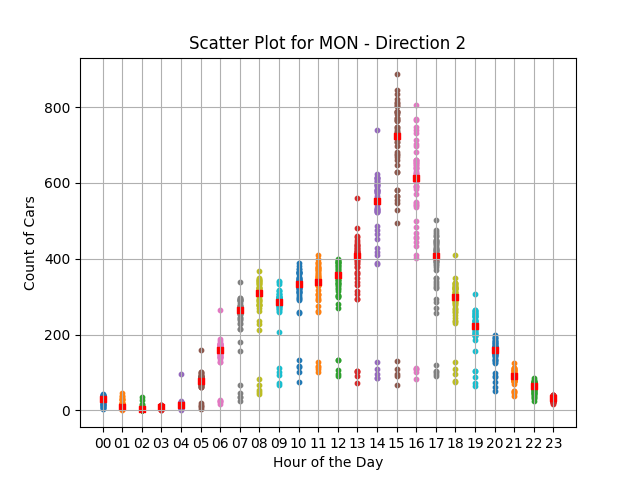 Scatter Plot for MON - Direction 2
Count of Cars
800
600
400
200
0
00 01 02 03 04 05 06 07 08 09 10 11 12 13 14 15 16 17 18 19 20 21 22 23
Hour of the Day